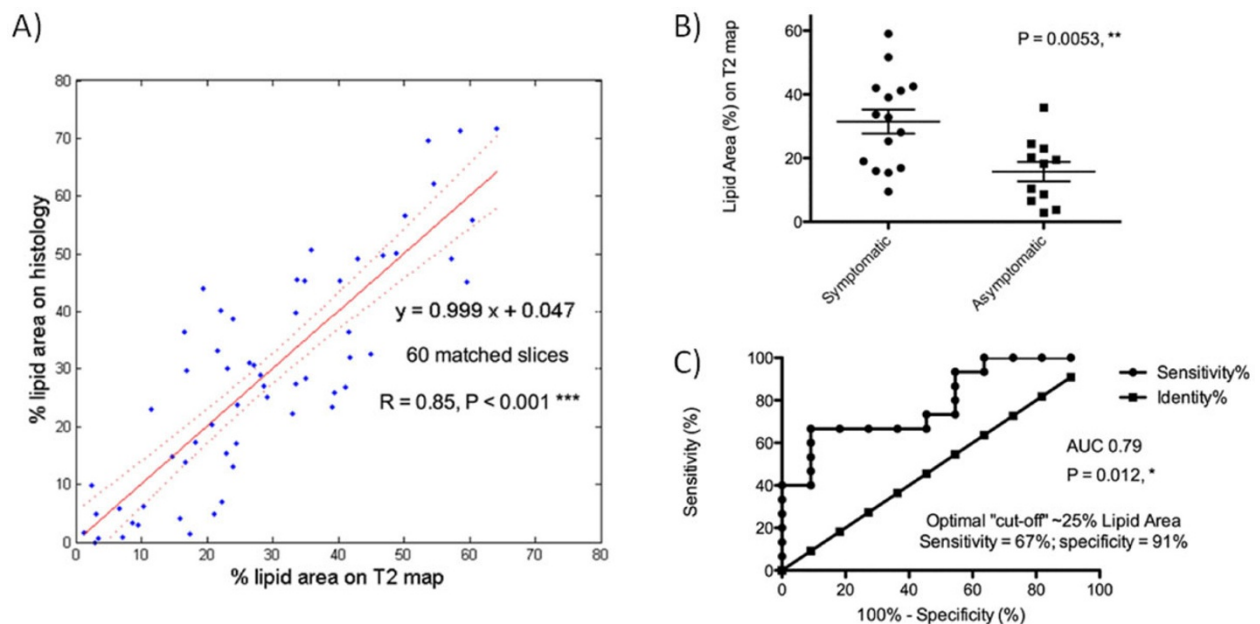 A)
80
70
60
50
40
30
20
10
0
% lipid area on histology
y = 0.999 x + 0.047
60 matched slices
R = 0.85, P < 0.001 ***
0 10 20 30 40 50 60 70 80
% lipid area on T2 map
B)
Lipid Area (%) on T2 map
60
40
20
0
P = 0.0053, **
Symptomatic
Asymptomatic
C)
Sensitivity (%)
100
80
60
40
20
0
Sensitivity%
Identity%
AUC 0.79
P = 0.012, *
Optimal "cut-off" ~25% Lipid Area
Sensitivity = 67%; specificity = 91%
0 20 40 60 80 100
100% - Specificity (%)